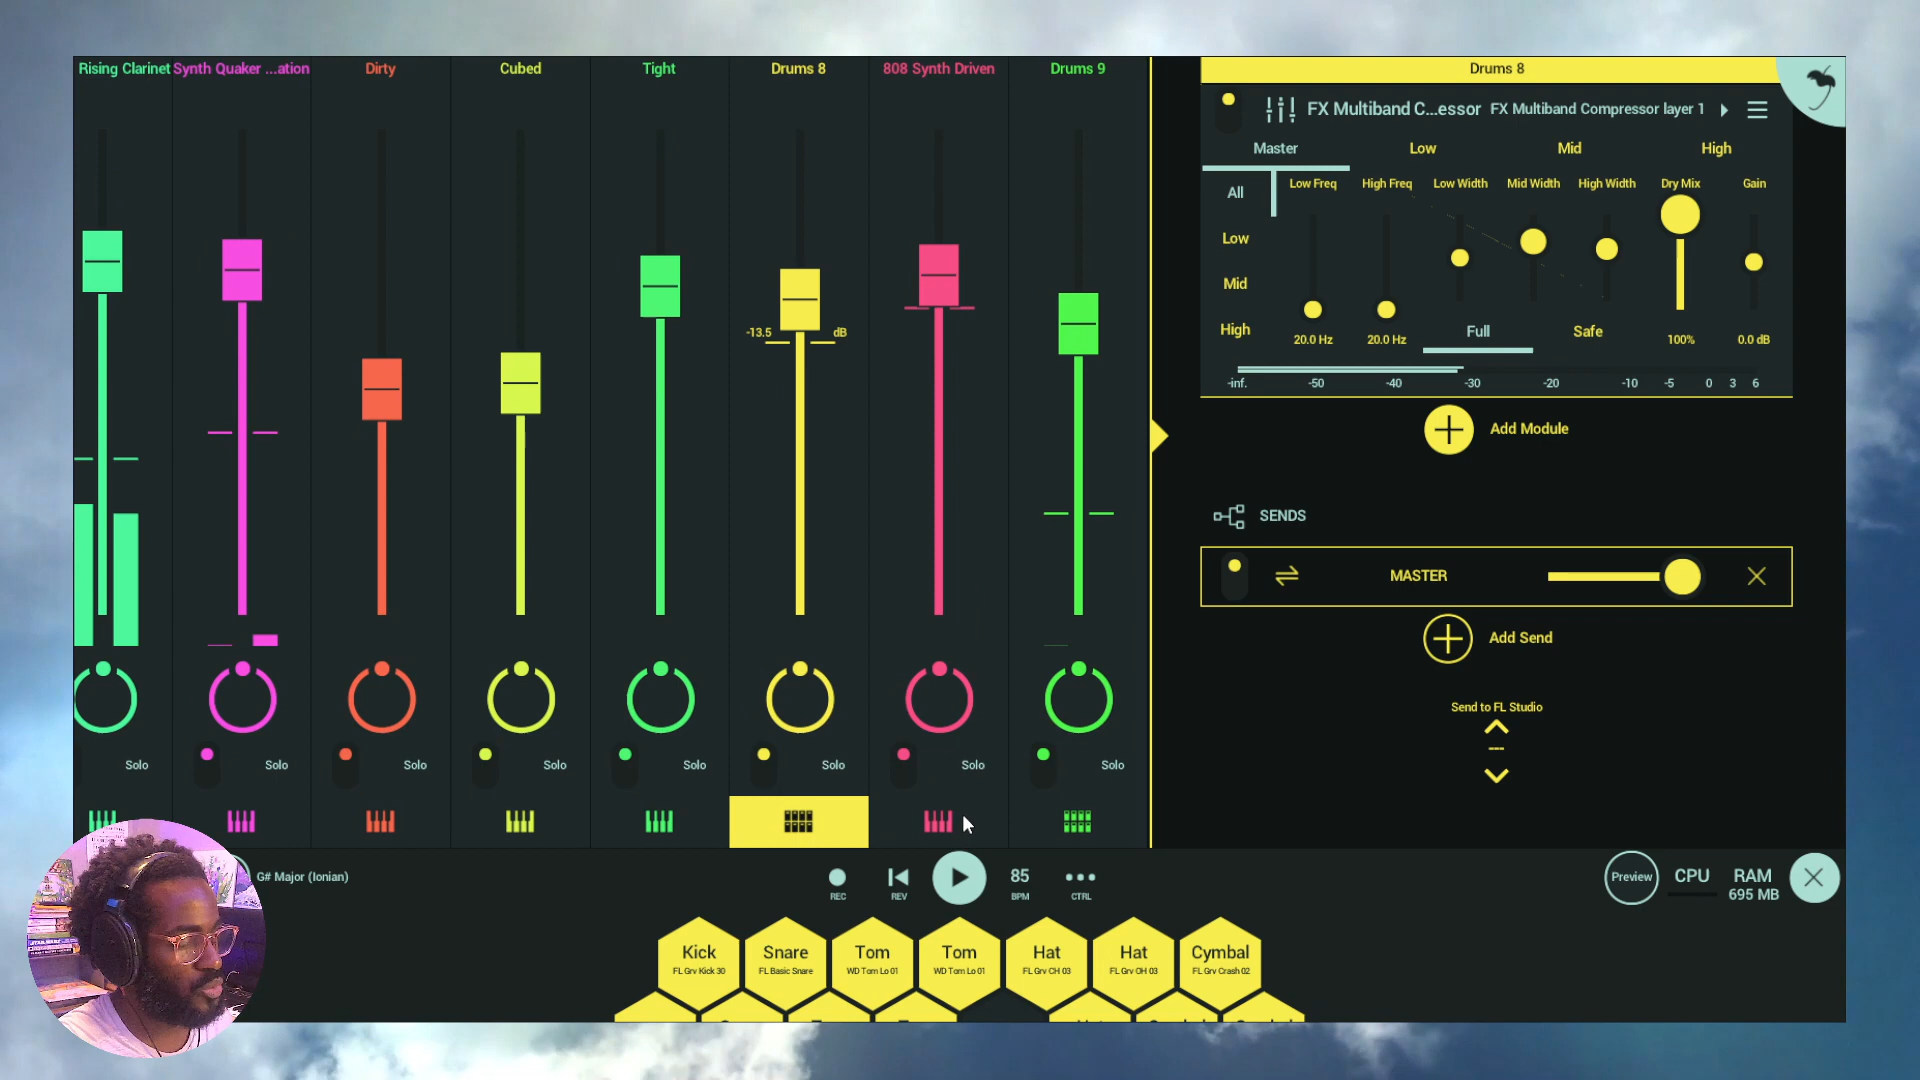 Rising Clarinet
Synth Quaker ...ation
Dirty
Cubed
Tight
Drums 8
808 Synth Driven
Drums 9
Drums 8
FX Multiband C...essor
FX Multiband Compressor layer 1
Master
Low
Mid
High
All
Low
Mid
High
Low Freq
High Freq
Low Width
Mid Width
High Width
Dry Mix
Gain
20.0 Hz
20.0 Hz
Full
Safe
100%
0.0 dB
-inf. -50 -40 -30 -20 -10 -5 0 3 6
-13.5 dB
Add Module
SENDS
MASTER
Add Send
Send to FL Studio
---
Solo
Solo
Solo
Solo
Solo
Solo
Solo
Solo
G# Major (Ionian)
REC
REV
85
BPM
CTRL
Preview
CPU
RAM
695 MB
Kick
FL Grv Kick 30
Snare
FL Basic Snare
Tom
WD Tom Lo 01
Tom
WD Tom Lo 01
Hat
FL Grv CH 03
Hat
FL Grv OH 03
Cymbal
FL Grv Crash 02